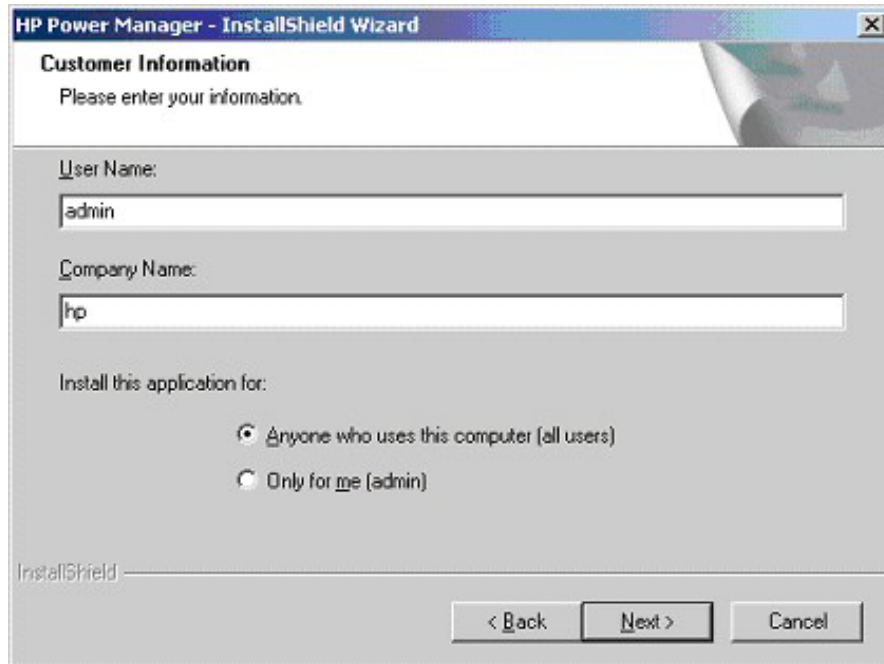 HP Power Manager - InstallShield Wizard
Customer Information
Please enter your information.
User Name:
admin
Company Name:
hp
Install this application for:
Anyone who uses this computer (all users)
Only for me (admin)
InstallShield
< Back
Next >
Cancel